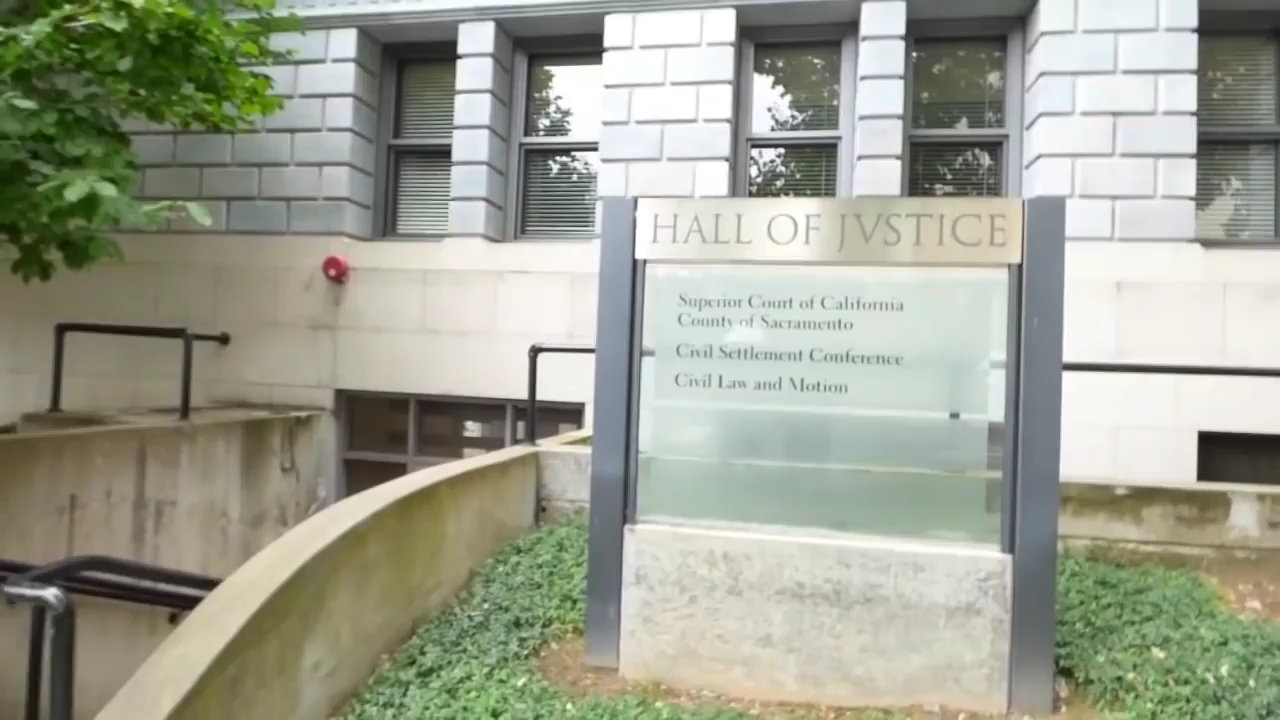 HALL OF JVSTICE
Superior Court of California
County of Sacramento
Civil Settlement Conference
Civil Law and Motion